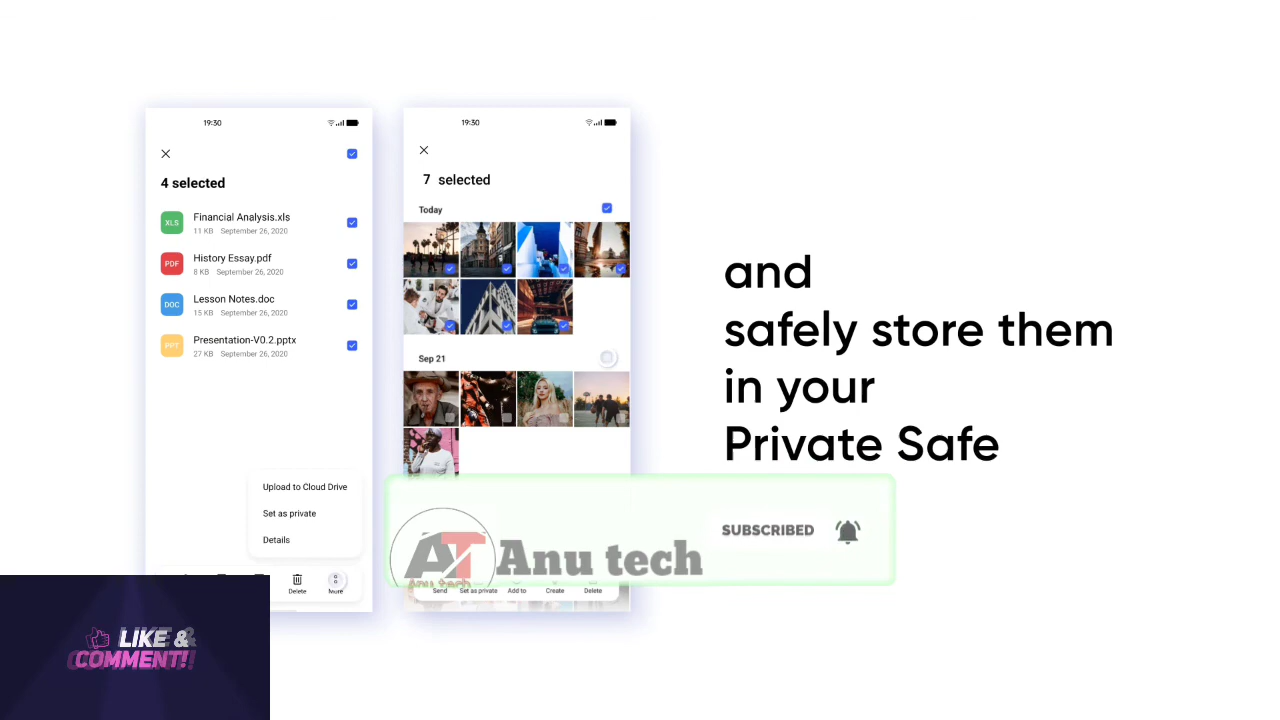 19:30
4 selected
XLS
Financial Analysis.xls
11 KB September 26, 2020
PDF
History Essay.pdf
8 KB September 26, 2020
DOC
Lesson Notes.doc
15 KB September 26, 2020
PPT
Presentation-V0.2.pptx
27 KB September 26, 2020
Upload to Cloud Drive
Set as private
Details
Delete
More
19:30
7 selected
Today
Sep 21
Send
Set as private
Add to
Create
Delete
and
safely store them
in your
Private Safe
AT
Anu tech
Anu tech
SUBSCRIBED
LIKE &
COMMENT!